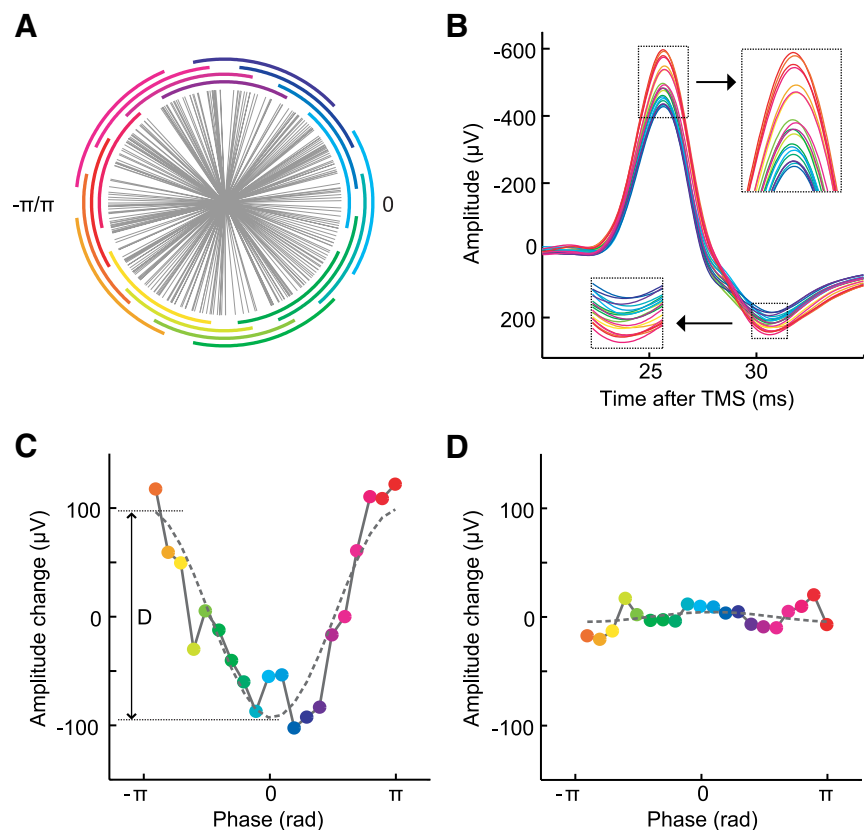 A
-π/π
0
B
-600
-400
-200
0
200
Amplitude (μV)
25
30
Time after TMS (ms)
C
100
0
-100
Amplitude change (μV)
D
-π
0
π
Phase (rad)
D
100
0
-100
Amplitude change (μV)
-π
0
π
Phase (rad)